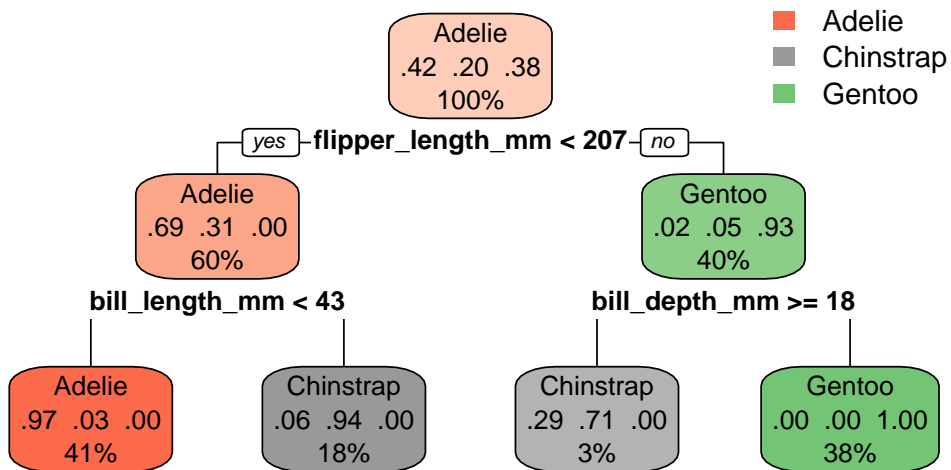 Adelie
.42 .20 .38
100%
Adelie
Chinstrap
Gentoo
yes flipper_length_mm < 207 no
Adelie
.69 .31 .00
60%
Gentoo
.02 .05 .93
40%
bill_length_mm < 43
bill_depth_mm >= 18
Adelie
.97 .03 .00
41%
Chinstrap
.06 .94 .00
18%
Chinstrap
.29 .71 .00
3%
Gentoo
.00 .00 1.00
38%